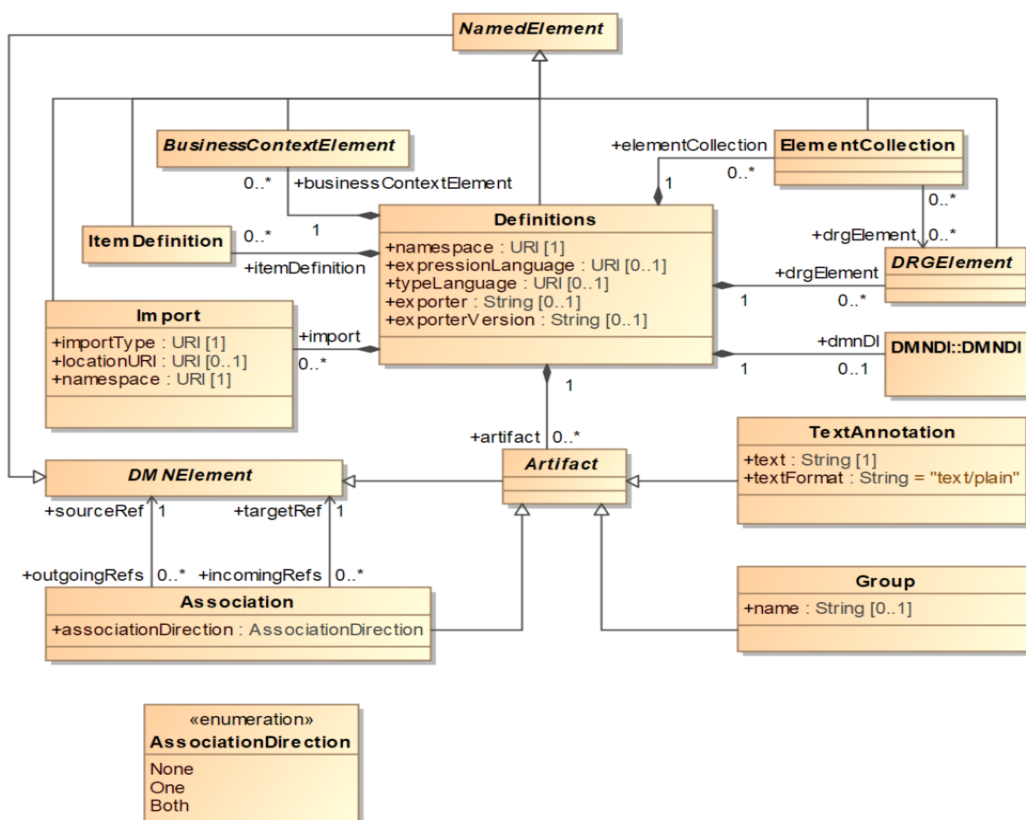 NamedElement
BusinessContextElement
0..*
+businessContextElement
1
+elementCollection
0..*
1
ElementCollection
0..*
+drgElement
0..*
ItemDefinition
0..*
+itemDefinition
Definitions
+namespace : URI [1]
+expressionLanguage : URI [0..1]
+typeLanguage : URI [0..1]
+exporter : String [0..1]
+exporterVersion : String [0..1]
DRGElement
+drgElement
1
0..*
Import
+importType : URI [1]
+locationURI : URI [0..1]
+namespace : URI [1]
+import
0..*
+dmnDI
1
0..1
DMNDI::DMNDI
1
+artifact
0..*
TextAnnotation
+text : String [1]
+textFormat : String = "text/plain"
DMNElement
Artifact
+sourceRef
1
+targetRef
1
+outgoingRefs
0..*
+incomingRefs
0..*
Association
+associationDirection : AssociationDirection
Group
+name : String [0..1]
«enumeration»
AssociationDirection
None
One
Both